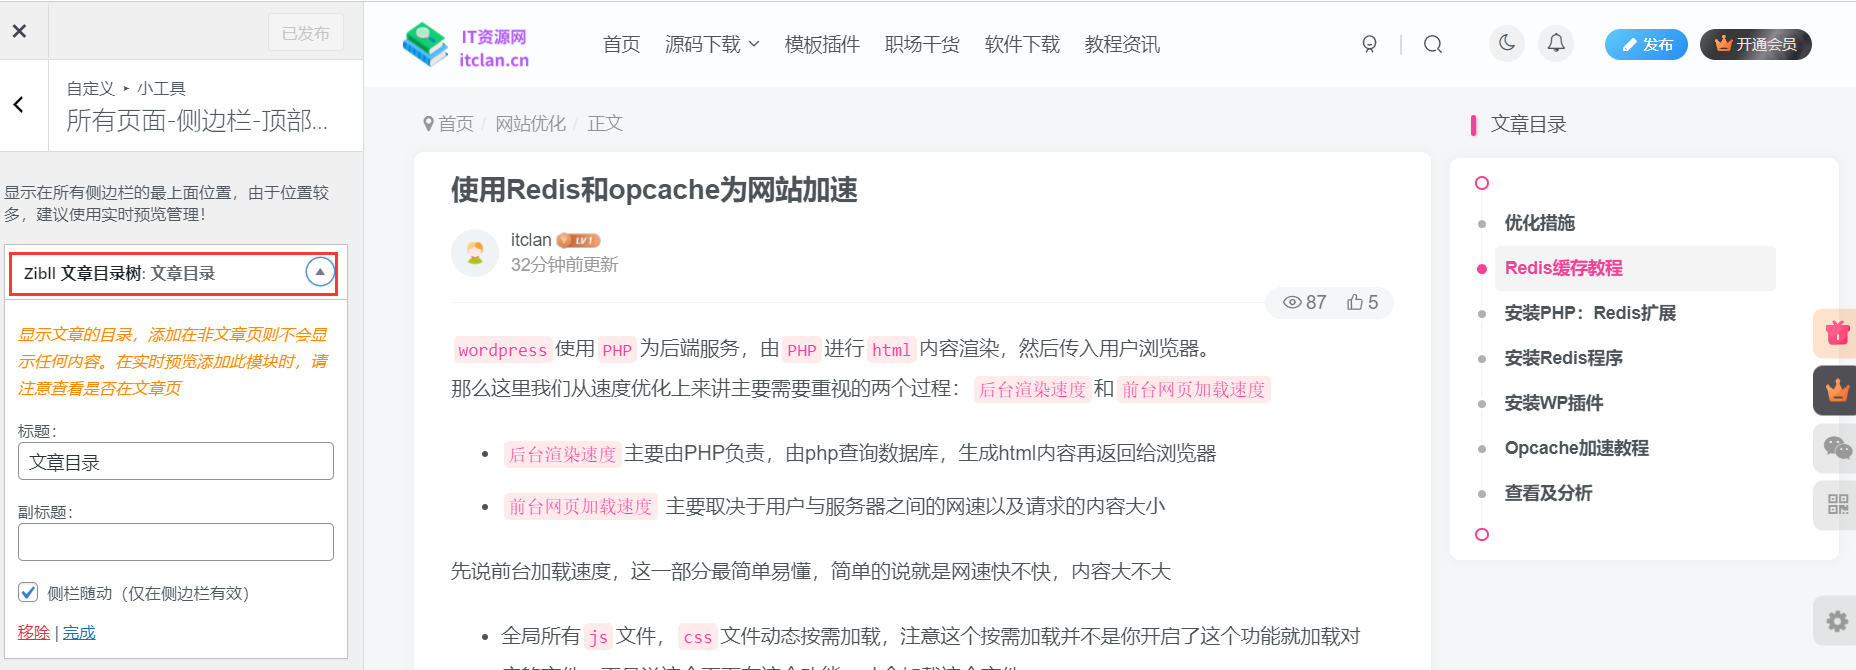 已发布
自定义 ▸ 小工具
所有页面-侧边栏-顶部...
显示在所有侧边栏的最上面位置，由于位置较
多，建议使用实时预览管理！
Zibll 文章目录树: 文章目录
显示文章的目录，添加在非文章页则不会显
示任何内容。在实时预览添加此模块时，请
注意查看是否在文章页
标题：
文章目录
副标题：
侧栏随动（仅在侧边栏有效）
移除 | 完成
IT资源网
itclan.cn
首页 源码下载 模板插件 职场干货 软件下载 教程资讯
发布
开通会员
首页 / 网站优化 / 正文
使用Redis和opcache为网站加速
itclan LV1
32分钟前更新
87 5
wordpress 使用 PHP 为后端服务，由 PHP 进行 html 内容渲染，然后传入用户浏览器。
那么这里我们从速度优化上来讲主要需要重视的两个过程： 后台渲染速度 和 前台网页加载速度
• 后台渲染速度 主要由PHP负责，由php查询数据库，生成html内容再返回给浏览器
• 前台网页加载速度 主要取决于用户与服务器之间的网速以及请求的内容大小
先说前台加载速度，这一部分最简单易懂，简单的说就是网速快不快，内容大不大
• 全局所有 js 文件， css 文件动态按需加载，注意这个按需加载并不是你开启了这个功能就加载对
文章目录
优化措施
Redis缓存教程
安装PHP：Redis扩展
安装Redis程序
安装WP插件
Opcache加速教程
查看及分析